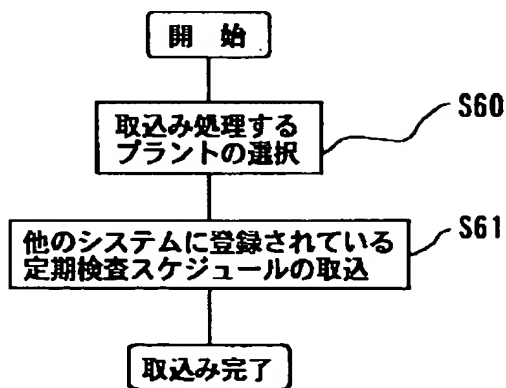 開 始
取込み処理する
プラントの選択
S60
他のシステムに登録されている
定期検査スケジュールの取込
S61
取込み完了